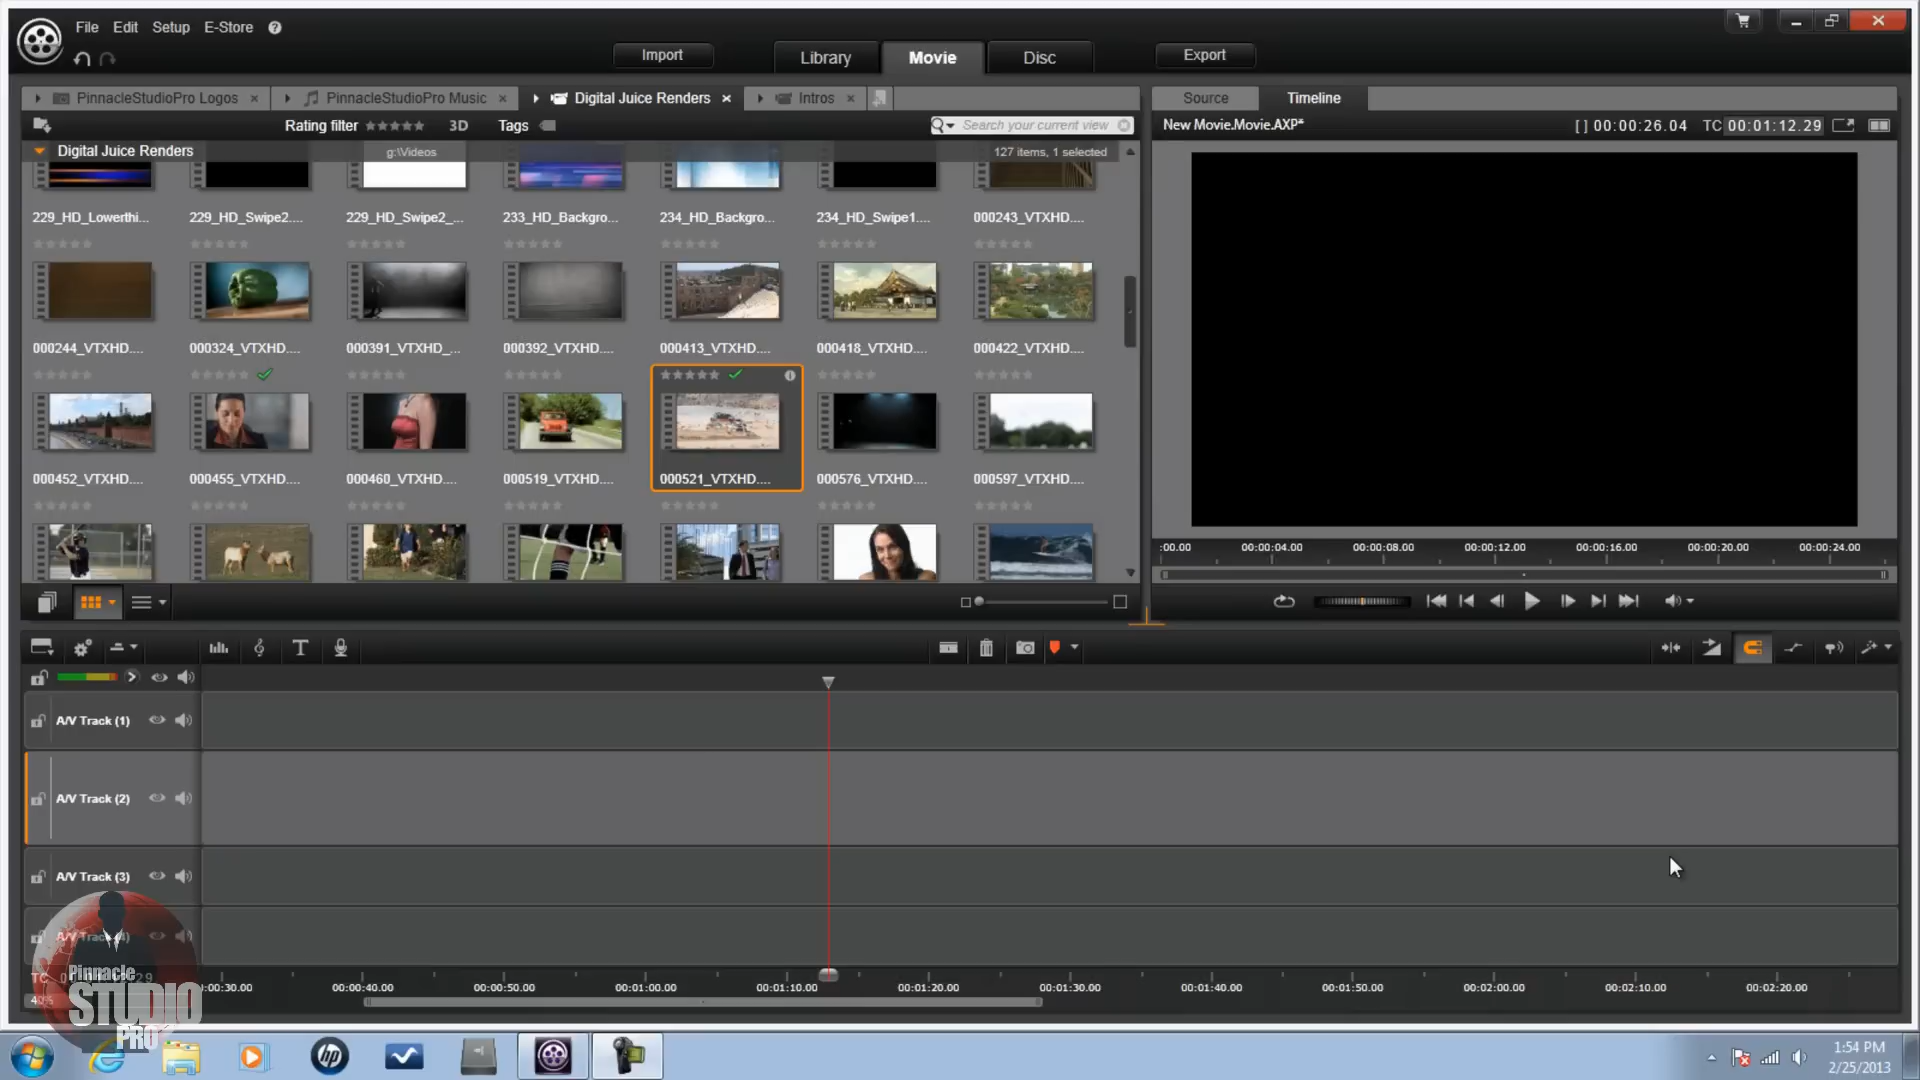 File Edit Setup E-Store ?
Import Library Movie Disc Export
PinnacleStudioPro Logos PinnacleStudioPro Music Digital Juice Renders Intros
Source Timeline
Rating filter 3D Tags Search your current view
New Movie.Movie.AXP* [ ] 00:00:26.04 TC 00:01:12.29
Digital Juice Renders g:\Videos 127 items, 1 selected
229_HD_Lowerthi... 229_HD_Swipe2.... 229_HD_Swipe2_... 233_HD_Backgro... 234_HD_Backgro... 234_HD_Swipe1.... 000243_VTXHD....
000244_VTXHD.... 000324_VTXHD.... 000391_VTXHD_... 000392_VTXHD.... 000413_VTXHD.... 000418_VTXHD.... 000422_VTXHD....
000452_VTXHD.... 000455_VTXHD.... 000460_VTXHD.... 000519_VTXHD.... 000521_VTXHD.... 000576_VTXHD.... 000597_VTXHD....
:00.00 00:00:04.00 00:00:08.00 00:00:12.00 00:00:16.00 00:00:20.00 00:00:24.00
A/V Track (1)
A/V Track (2)
A/V Track (3)
A/V Track (4)
Pinnacle
STUDIO
PRO
40%
:00:30.00 00:00:40.00 00:00:50.00 00:01:00.00 00:01:10.00 00:01:20.00 00:01:30.00 00:01:40.00 00:01:50.00 00:02:00.00 00:02:10.00 00:02:20.00
hp
1:54 PM
2/25/2013